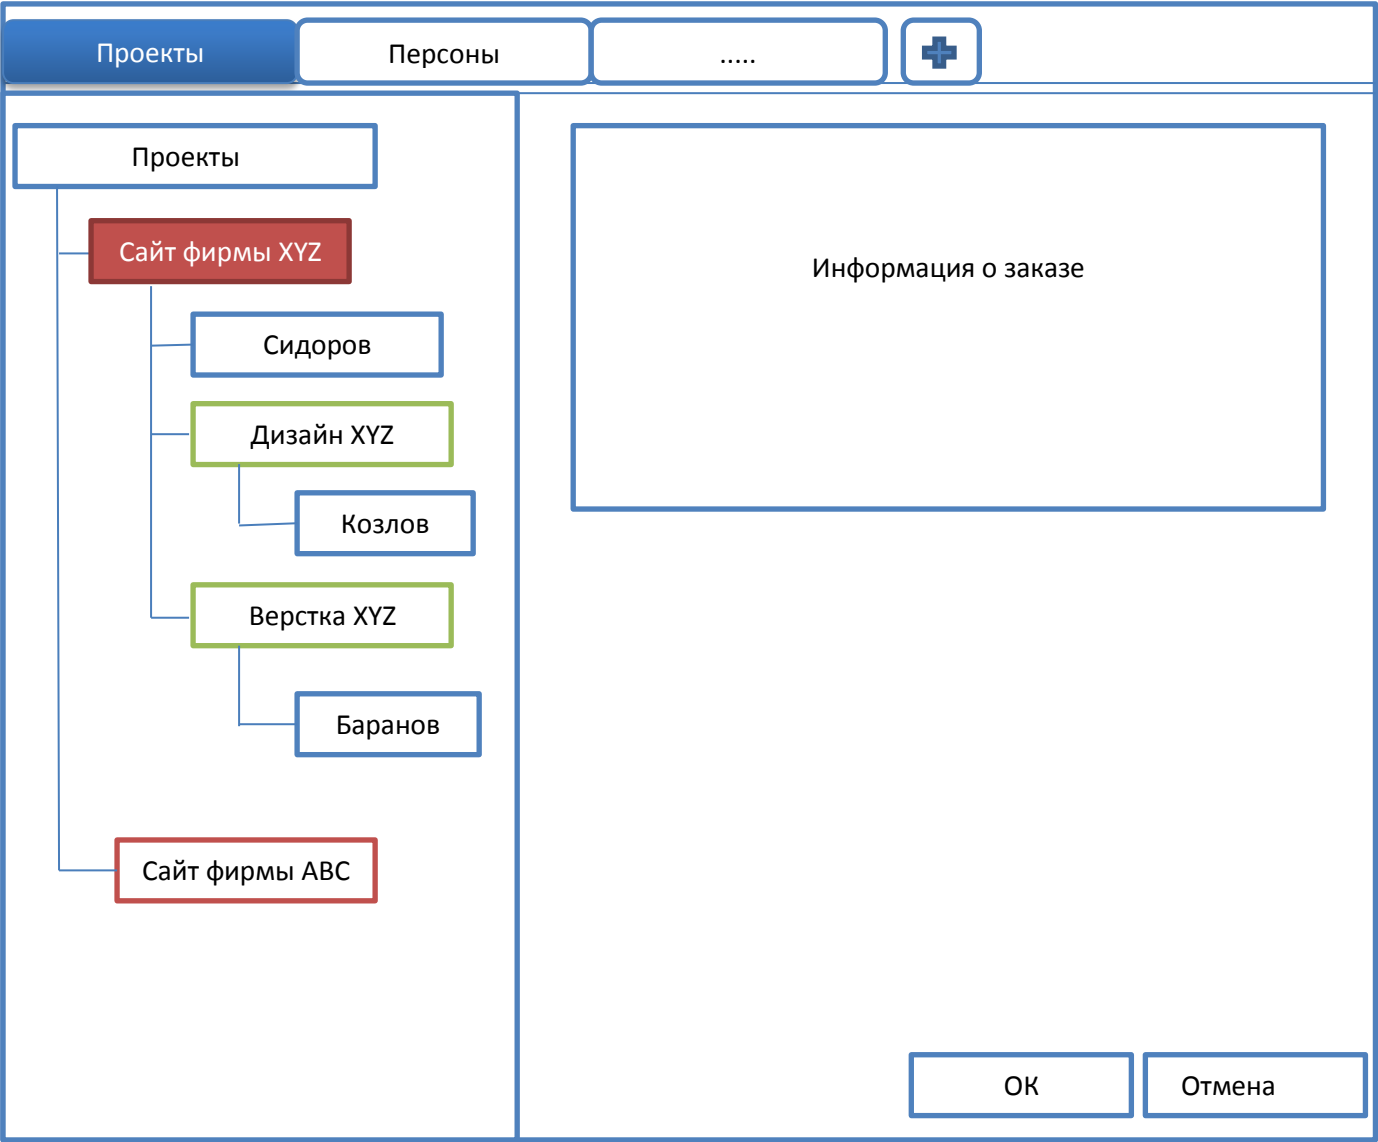 Проекты
Персоны
.....
Проекты
Сайт фирмы XYZ
Сидоров
Дизайн XYZ
Козлов
Верстка XYZ
Баранов
Сайт фирмы ABC
Информация о заказе
ОК
Отмена